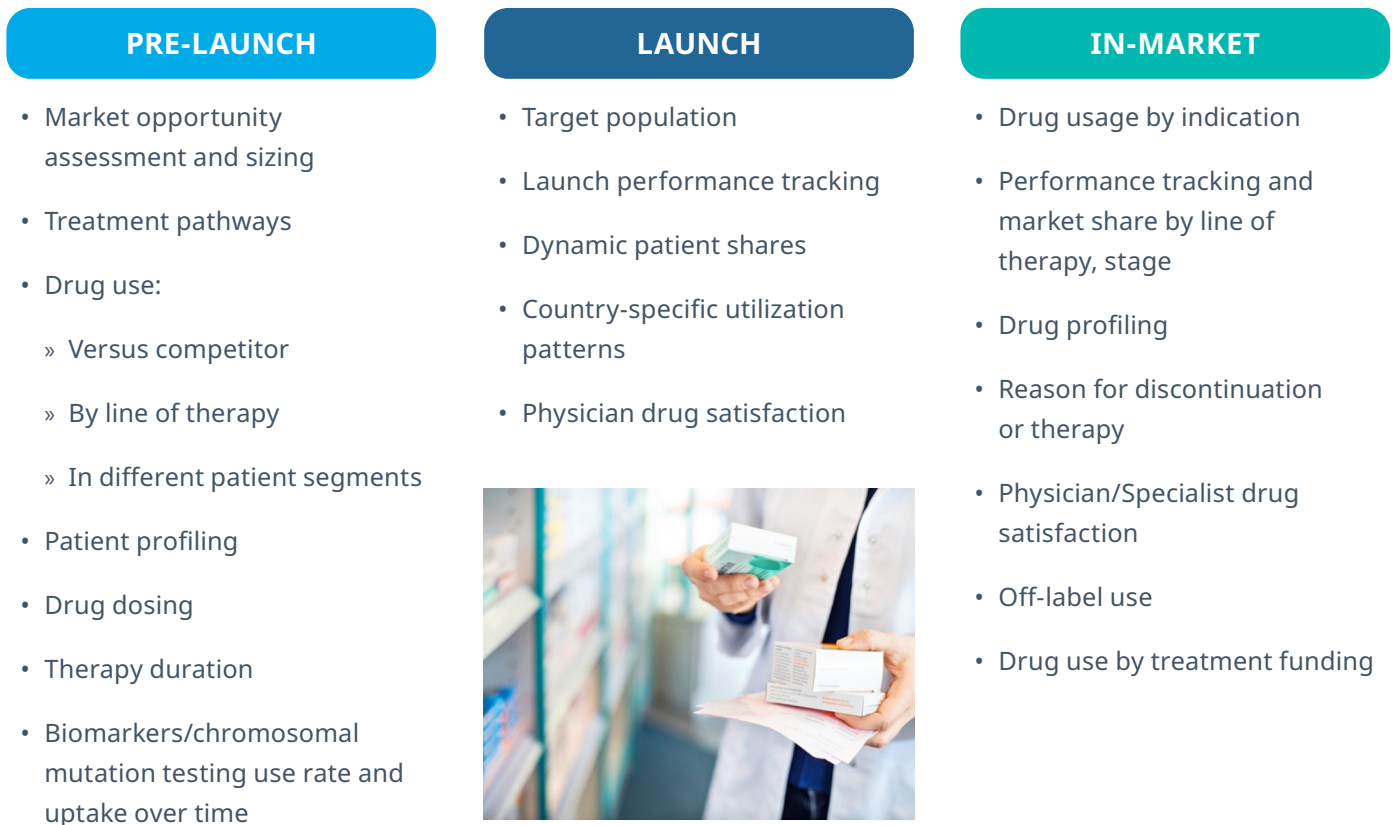 PRE-LAUNCH
• Market opportunity
assessment and sizing
• Treatment pathways
• Drug use:
» Versus competitor
» By line of therapy
» In different patient segments
• Patient profiling
• Drug dosing
• Therapy duration
• Biomarkers/chromosomal
mutation testing use rate and
uptake over time
LAUNCH
• Target population
• Launch performance tracking
• Dynamic patient shares
• Country-specific utilization
patterns
• Physician drug satisfaction
IN-MARKET
• Drug usage by indication
• Performance tracking and
market share by line of
therapy, stage
• Drug profiling
• Reason for discontinuation
or therapy
• Physician/Specialist drug
satisfaction
• Off-label use
• Drug use by treatment funding